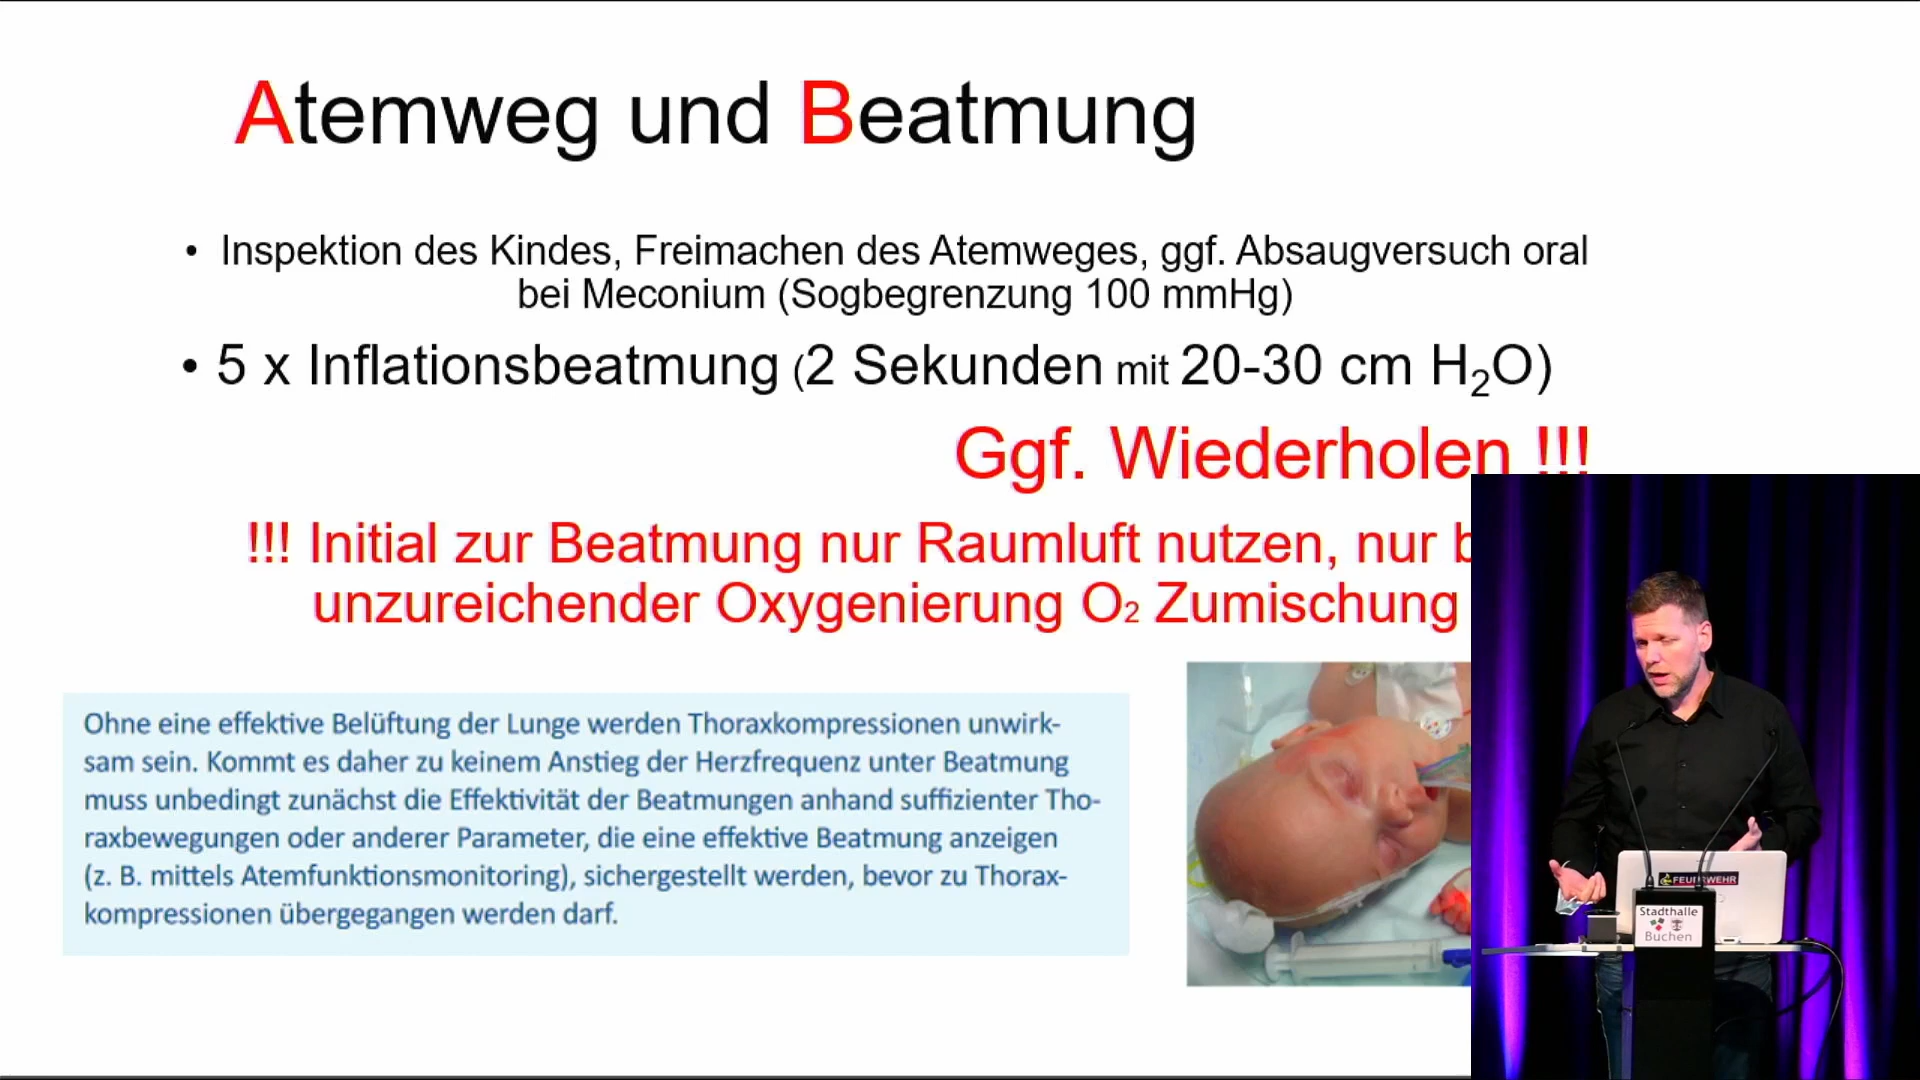 Atemweg und Beatmung
• Inspektion des Kindes, Freimachen des Atemweges, ggf. Absaugversuch oral
bei Meconium (Sogbegrenzung 100 mmHg)
• 5 x Inflationsbeatmung (2 Sekunden mit 20-30 cm H₂O)
Ggf. Wiederholen !!!
!!! Initial zur Beatmung nur Raumluft nutzen, nur
unzureichender Oxygenierung O₂ Zumischung
Ohne eine effektive Belüftung der Lunge werden Thoraxkompressionen unwirk-
sam sein. Kommt es daher zu keinem Anstieg der Herzfrequenz unter Beatmung
muss unbedingt zunächst die Effektivität der Beatmungen anhand suffizienter Tho-
raxbewegungen oder anderer Parameter, die eine effektive Beatmung anzeigen
(z. B. mittels Atemfunktionsmonitoring), sichergestellt werden, bevor zu Thorax-
kompressionen übergegangen werden darf.
FEUERWEHR
Stadthalle
Buchen